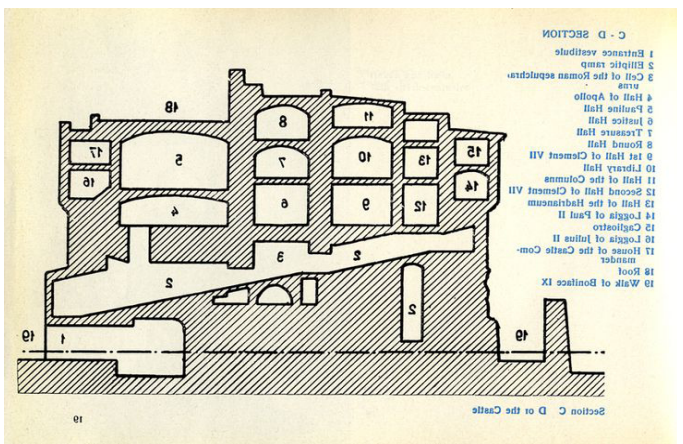 C - D SECTION
1 Entrance vestibule
2 Elliptic ramp
3 Cell of the Roman sepulchral
urns
4 Hall of Apollo
5 Pauline Hall
6 Justice Hall
7 Treasure Hall
8 Round Hall
9 Ist Hall of Clement VII
10 Library Hall
11 Hall of the Columns
12 Second Hall of Clement VII
13 Hall of the Hadrianeum
14 Loggia of Paul II
15 Cagliostro
16 Loggia of Julius II
17 House of the Castle Com-
mander
18 Roof
19 Walk of Boniface IX
18
11
8
17
5
7
10
13
15
16
4
6
9
12
14
3
2
2
2
19
1
19
Section C D or the Castle
19